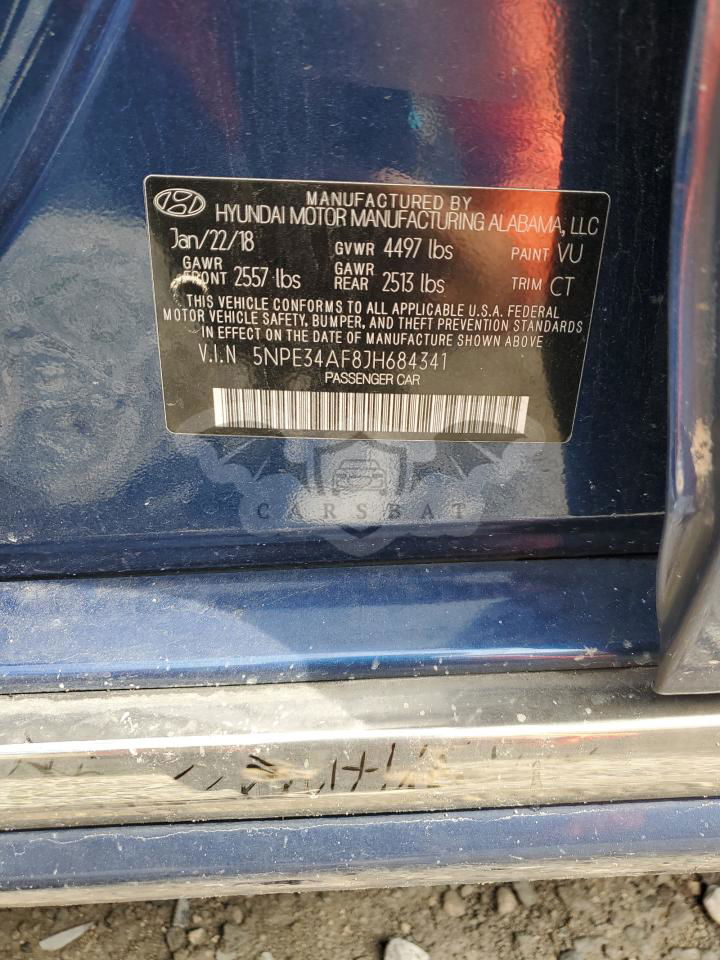 MANUFACTURED BY
HYUNDAI MOTOR MANUFACTURING ALABAMA, LLC
Jan/22/18 GVWR 4497 lbs PAINT VU
GAWR FRONT 2557 lbs GAWR REAR 2513 lbs TRIM CT
THIS VEHICLE CONFORMS TO ALL APPLICABLE U.S.A. FEDERAL
MOTOR VEHICLE SAFETY, BUMPER, AND THEFT PREVENTION STANDARDS
IN EFFECT ON THE DATE OF MANUFACTURE SHOWN ABOVE
V.I.N 5NPE34AF8JH684341
PASSENGER CAR
CARSBAT